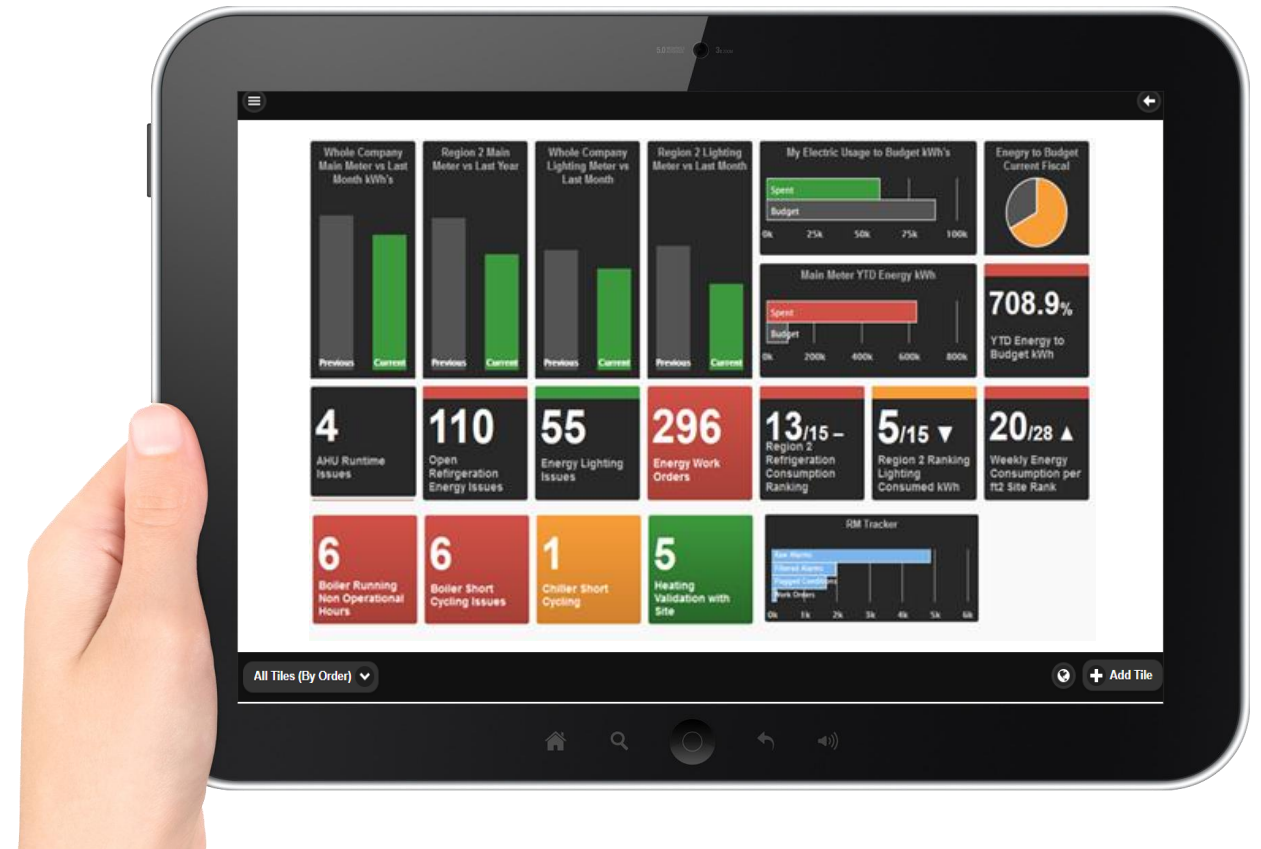 Whole Company
Main Meter vs Last
Month kWh's
Previous
Current
Region 2 Main
Meter vs Last Year
Previous
Current
Whole Company
Lighting Meter vs
Last Month
Previous
Current
Region 2 Lighting
Meter vs Last Month
Previous
Current
My Electric Usage to Budget kWh's
Spent
Budget
0k 25k 50k 75k 100k
Enegry to Budget
Current Fiscal
Main Meter YTD Energy kWh
Spent
Budget
0k 200k 400k 600k 800k
708.9%
YTD Energy to
Budget kWh
4
AHU Runtime
Issues
110
Open
Refirgeration
Energy Issues
55
Energy Lighting
Issues
296
Energy Work
Orders
13/15 –
Region 2
Refrigeration
Consumption
Ranking
5/15 ▼
Region 2 Ranking
Lighting
Consumed kWh
20/28 ▲
Weekly Energy
Consumption per
ft2 Site Rank
6
Boiler Running
Non Operational
Hours
6
Boiler Short
Cycling Issues
1
Chiller Short
Cycling
5
Heating
Validation with
Site
RM Tracker
Raw Alarms
Filtered Alarms
Flagged Conditions
Work Orders
0k 1k 2k 3k 4k 5k 6k
All Tiles (By Order)
Add Tile